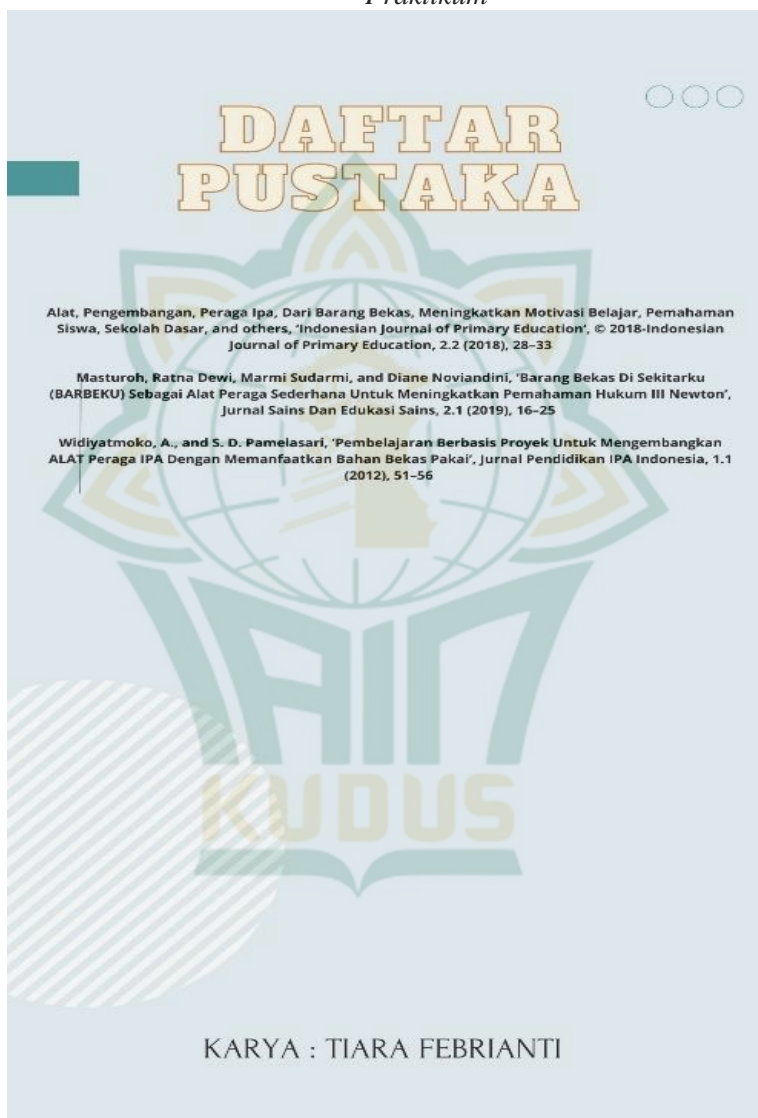 Praktikum
DAFTAR
PUSTAKA
Alat, Pengembangan, Peraga Ipa, Dari Barang Bekas, Meningkatkan Motivasi Belajar, Pemahaman
Siswa, Sekolah Dasar, and others, 'Indonesian Journal of Primary Education', © 2018-Indonesian
Journal of Primary Education, 2.2 (2018), 28–33
Masturoh, Ratna Dewi, Marmi Sudarmi, and Diane Noviandini, 'Barang Bekas Di Sekitarku
(BARBEKU) Sebagai Alat Peraga Sederhana Untuk Meningkatkan Pemahaman Hukum III Newton',
Jurnal Sains Dan Edukasi Sains, 2.1 (2019), 16–25
Widiyatmoko, A., and S. D. Pamelasari, 'Pembelajaran Berbasis Proyek Untuk Mengembangkan
ALAT Peraga IPA Dengan Memanfaatkan Bahan Bekas Pakai', Jurnal Pendidikan IPA Indonesia, 1.1
(2012), 51–56
IAIN
KUDUS
KARYA : TIARA FEBRIANTI